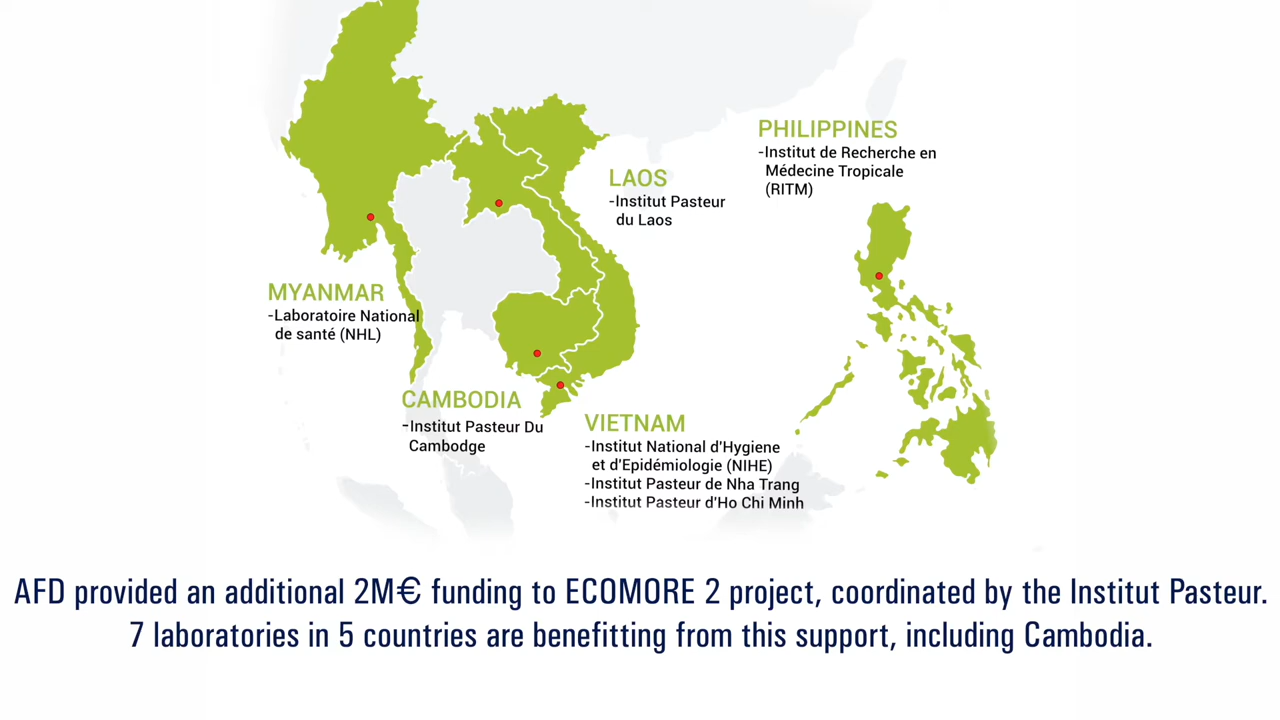 PHILIPPINES
-Institut de Recherche en
Médecine Tropicale
(RITM)
LAOS
-Institut Pasteur
du Laos
MYANMAR
-Laboratoire National
de santé (NHL)
CAMBODIA
-Institut Pasteur Du
Cambodge
VIETNAM
-Institut National d'Hygiene
et d'Epidémiologie (NIHE)
-Institut Pasteur de Nha Trang
-Institut Pasteur d'Ho Chi Minh
AFD provided an additional 2M€ funding to ECOMORE 2 project, coordinated by the Institut Pasteur.
7 laboratories in 5 countries are benefitting from this support, including Cambodia.